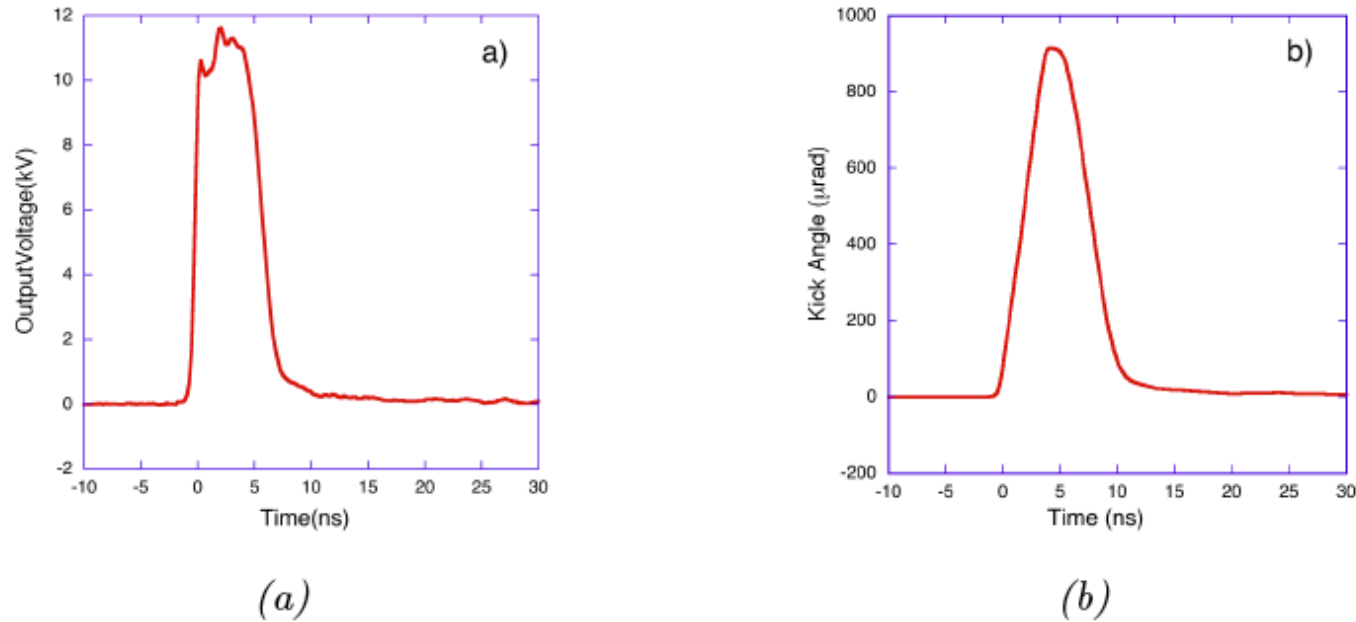 12
10
8
6
4
2
0
-2
OutputVoltage(kV)
a)
-10 -5 0 5 10 15 20 25 30
Time(ns)
(a)
1000
800
600
400
200
0
-200
Kick Angle (μrad)
b)
-10 -5 0 5 10 15 20 25 30
Time (ns)
(b)